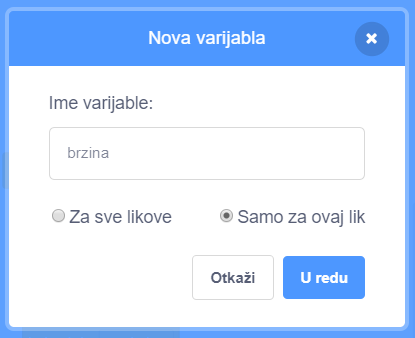 Nova varijabla
Ime varijable:
brzina
Za sve likove
Samo za ovaj lik
Otkaži
U redu